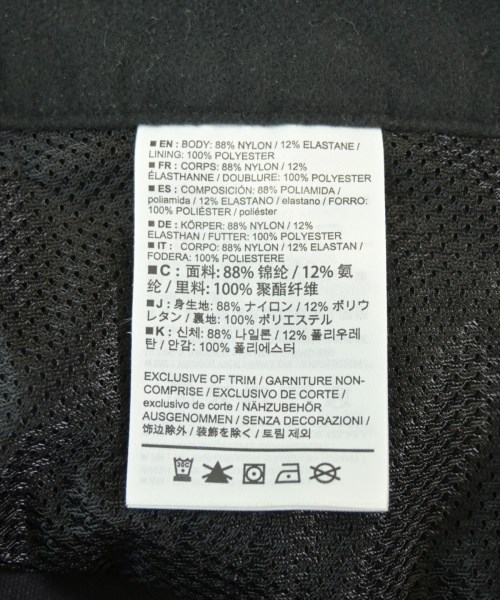 ■ EN : BODY: 88% NYLON / 12% ELASTANE /
LINING: 100% POLYESTER
■ FR : CORPS: 88% NYLON / 12%
ÉLASTHANNE / DOUBLURE: 100% POLYESTER
■ ES : COMPOSICIÓN: 88% POLIAMIDA /
poliamida / 12% ELASTANO / elastano / FORRO:
100% POLIÉSTER / poliéster
■ DE : KÖRPER: 88% NYLON / 12%
ELASTHAN / FUTTER: 100% POLYESTER
■ IT : CORPO: 88% NYLON / 12% ELASTAN /
FODERA: 100% POLIESTERE
■ C : 面料: 88% 锦纶 / 12% 氨
纶 / 里料: 100% 聚酯纤维
■ J : 身生地: 88% ナイロン / 12% ポリウ
レタン / 裏地: 100% ポリエステル
■ K : 신체: 88% 나일론 / 12% 폴리우레
탄 / 안감: 100% 폴리에스터
EXCLUSIVE OF TRIM / GARNITURE NON-
COMPRISE / EXCLUSIVO DE CORTE /
exclusivo de corte / NÄHZUBEHÖR
AUSGENOMMEN / SENZA DECORAZIONI /
饰边除外 / 装飾を除く / 트림 제외
30C